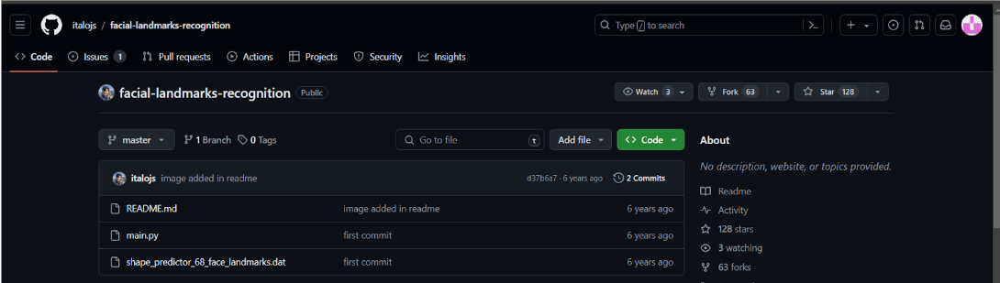 italojs / facial-landmarks-recognition
Type / to search
Code Issues 1 Pull requests Actions Projects Security Insights
facial-landmarks-recognition Public
Watch 3 Fork 63 Star 128
master 1 Branch 0 Tags Go to file t Add file <> Code
italojs image added in readme d37b6a7 · 6 years ago 2 Commits
README.md image added in readme 6 years ago
main.py first commit 6 years ago
shape_predictor_68_face_landmarks.dat first commit 6 years ago
About
No description, website, or topics provided.
Readme
Activity
128 stars
3 watching
63 forks